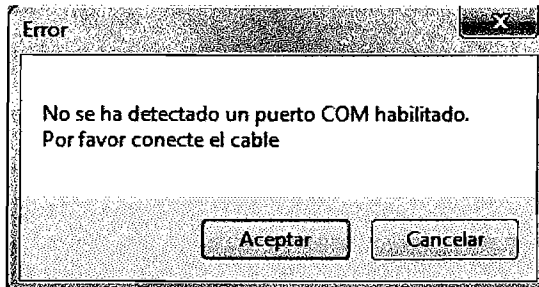 Error
No se ha detectado un puerto COM habilitado.
Por favor conecte el cable
Aceptar
Cancelar